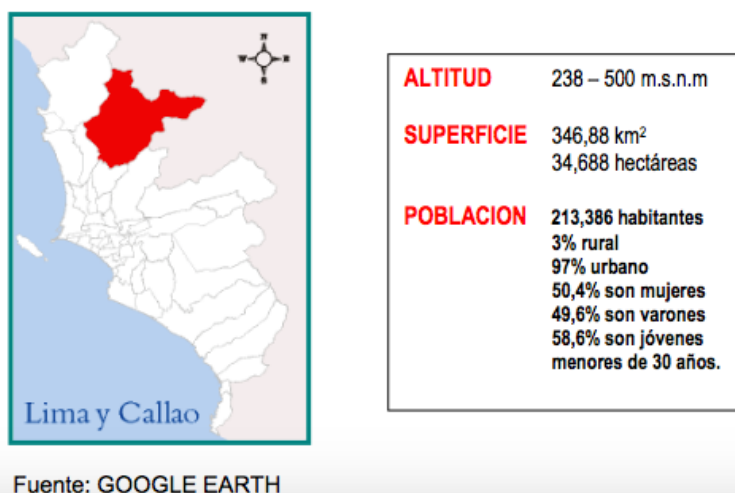 N
W
E
S
Lima y Callao
Fuente: GOOGLE EARTH
ALTITUD 238 – 500 m.s.n.m
SUPERFICIE 346,88 km²
34,688 hectáreas
POBLACION 213,386 habitantes
3% rural
97% urbano
50,4% son mujeres
49,6% son varones
58,6% son jóvenes
menores de 30 años.